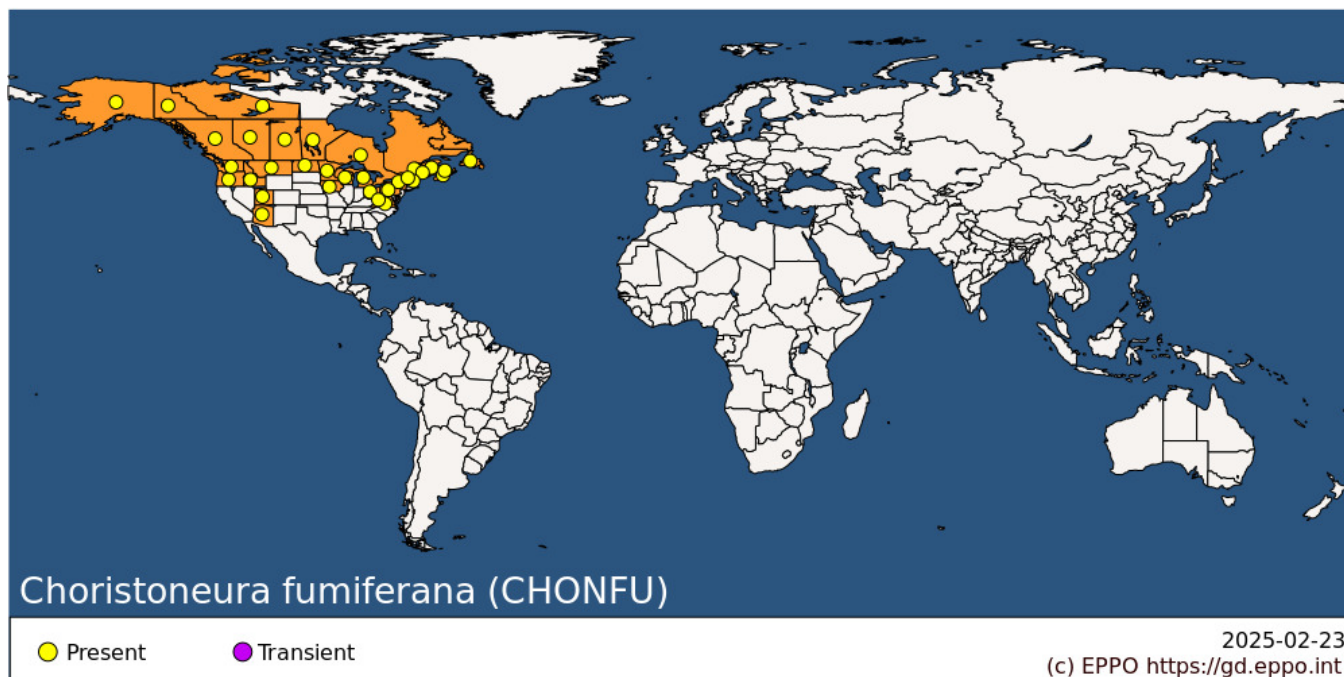 Choristoneura fumiferana (CHONFU)
Present
Transient
2025-02-23
(c) EPPO https://gd.eppo.int